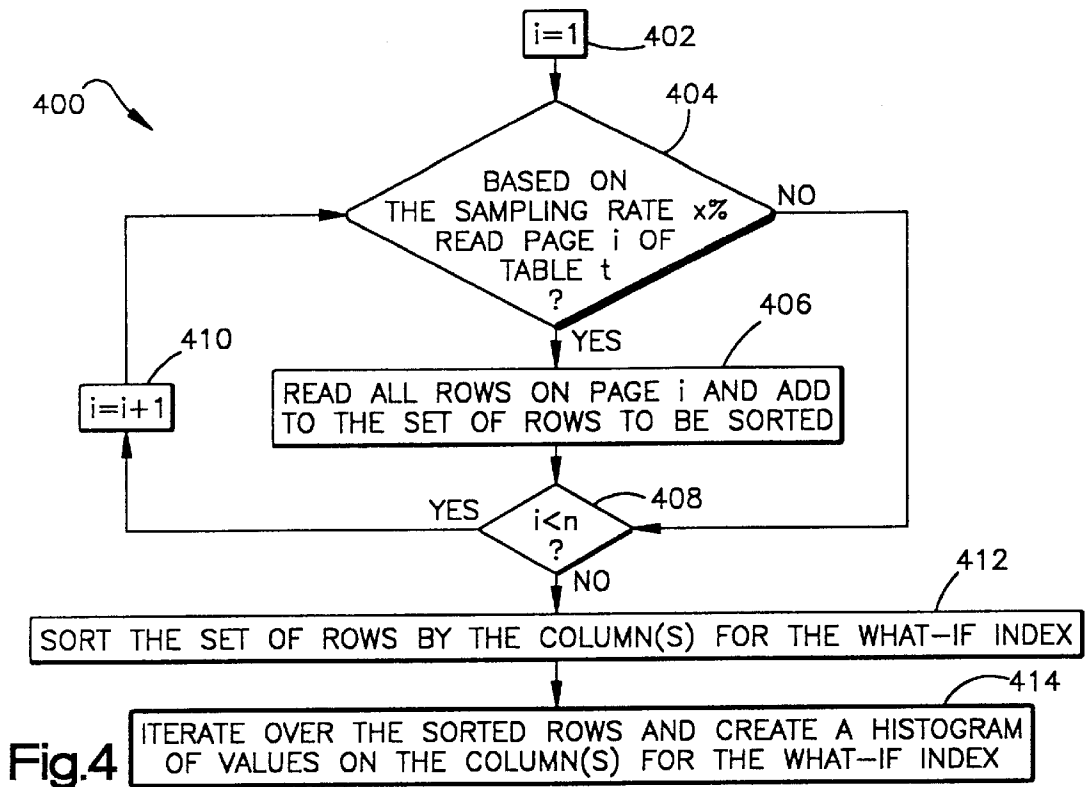 i=1
402
400
404
BASED ON
THE SAMPLING RATE x%
READ PAGE i OF
TABLE t
?
NO
YES
406
410
i=i+1
READ ALL ROWS ON PAGE i AND ADD
TO THE SET OF ROWS TO BE SORTED
YES
408
i<n
?
NO
412
SORT THE SET OF ROWS BY THE COLUMN(S) FOR THE WHAT-IF INDEX
414
ITERATE OVER THE SORTED ROWS AND CREATE A HISTOGRAM
OF VALUES ON THE COLUMN(S) FOR THE WHAT-IF INDEX
Fig.4